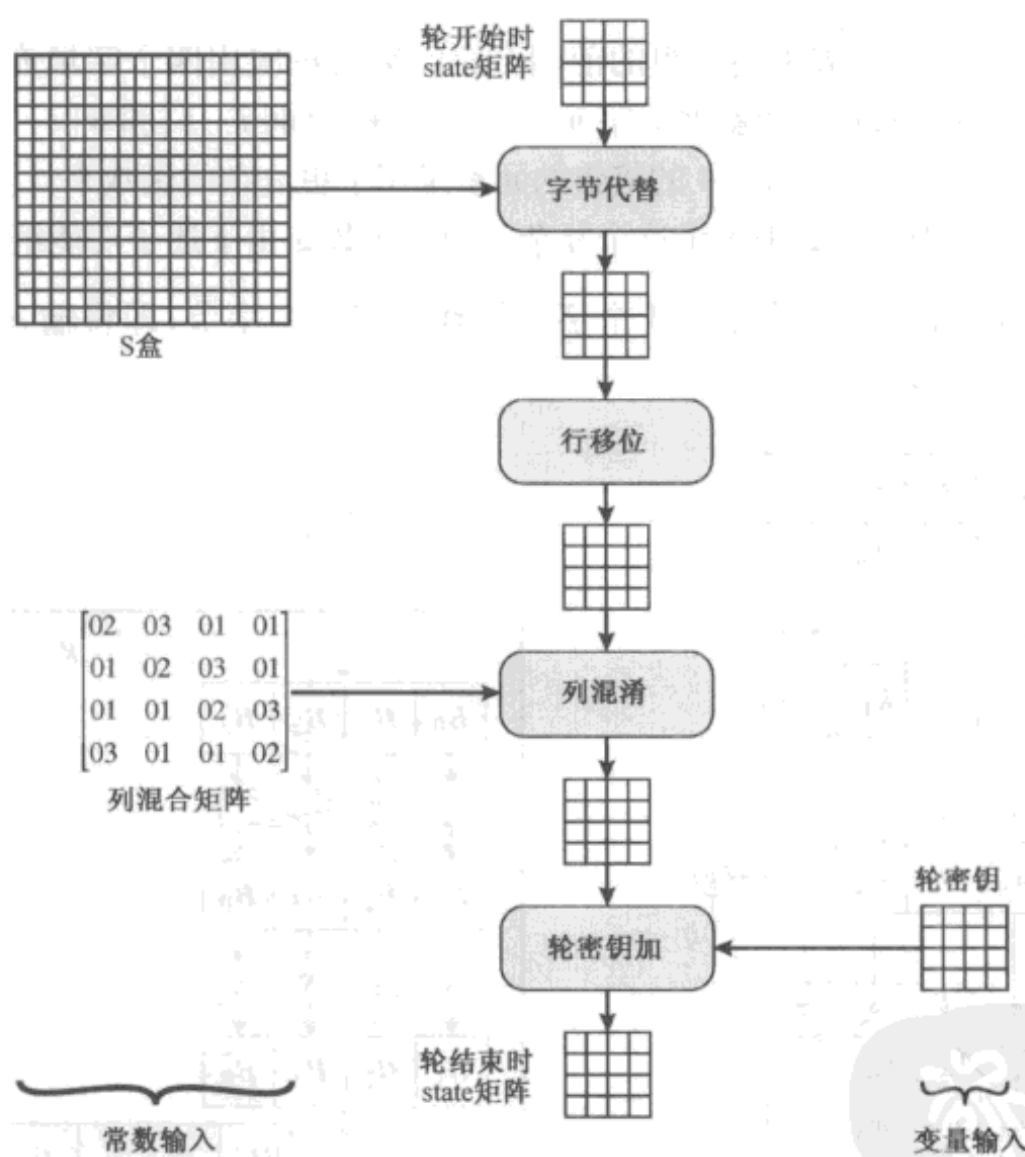 轮开始时
state矩阵
字节代替
S盒
行移位
02 03 01 01
01 02 03 01
01 01 02 03
03 01 01 02
列混合矩阵
列混淆
轮密钥
轮密钥加
轮结束时
state矩阵
常数输入
变量输入